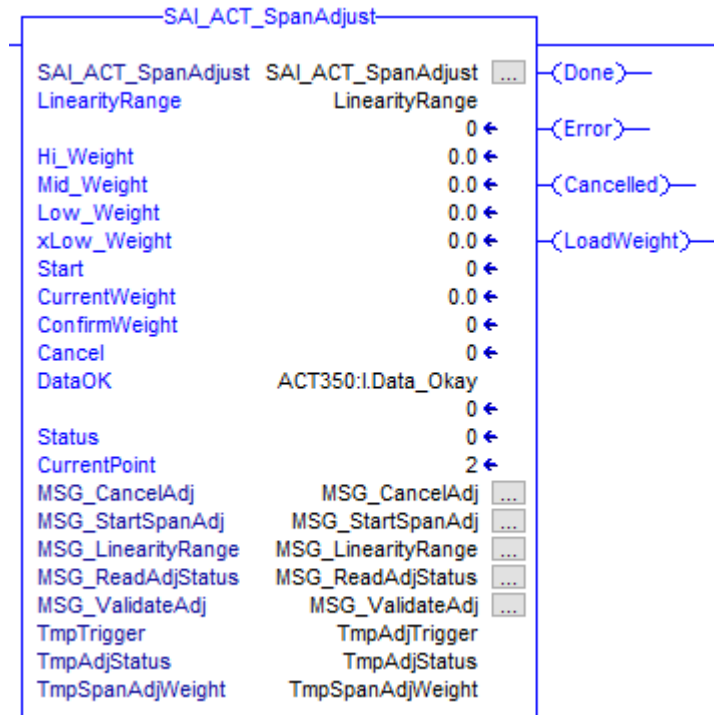 SAI_ACT_SpanAdjust
SAI_ACT_SpanAdjust SAI_ACT_SpanAdjust ... (Done)
LinearityRange LinearityRange
0 (Error)
Hi_Weight 0.0
Mid_Weight 0.0 (Cancelled)
Low_Weight 0.0
xLow_Weight 0.0 (LoadWeight)
Start 0
CurrentWeight 0.0
ConfirmWeight 0
Cancel 0
DataOK ACT350:I.Data_Okay
0
Status 0
CurrentPoint 2
MSG_CancelAdj MSG_CancelAdj ...
MSG_StartSpanAdj MSG_StartSpanAdj ...
MSG_LinearityRange MSG_LinearityRange ...
MSG_ReadAdjStatus MSG_ReadAdjStatus ...
MSG_ValidateAdj MSG_ValidateAdj ...
TmpTrigger TmpAdjTrigger
TmpAdjStatus TmpAdjStatus
TmpSpanAdjWeight TmpSpanAdjWeight